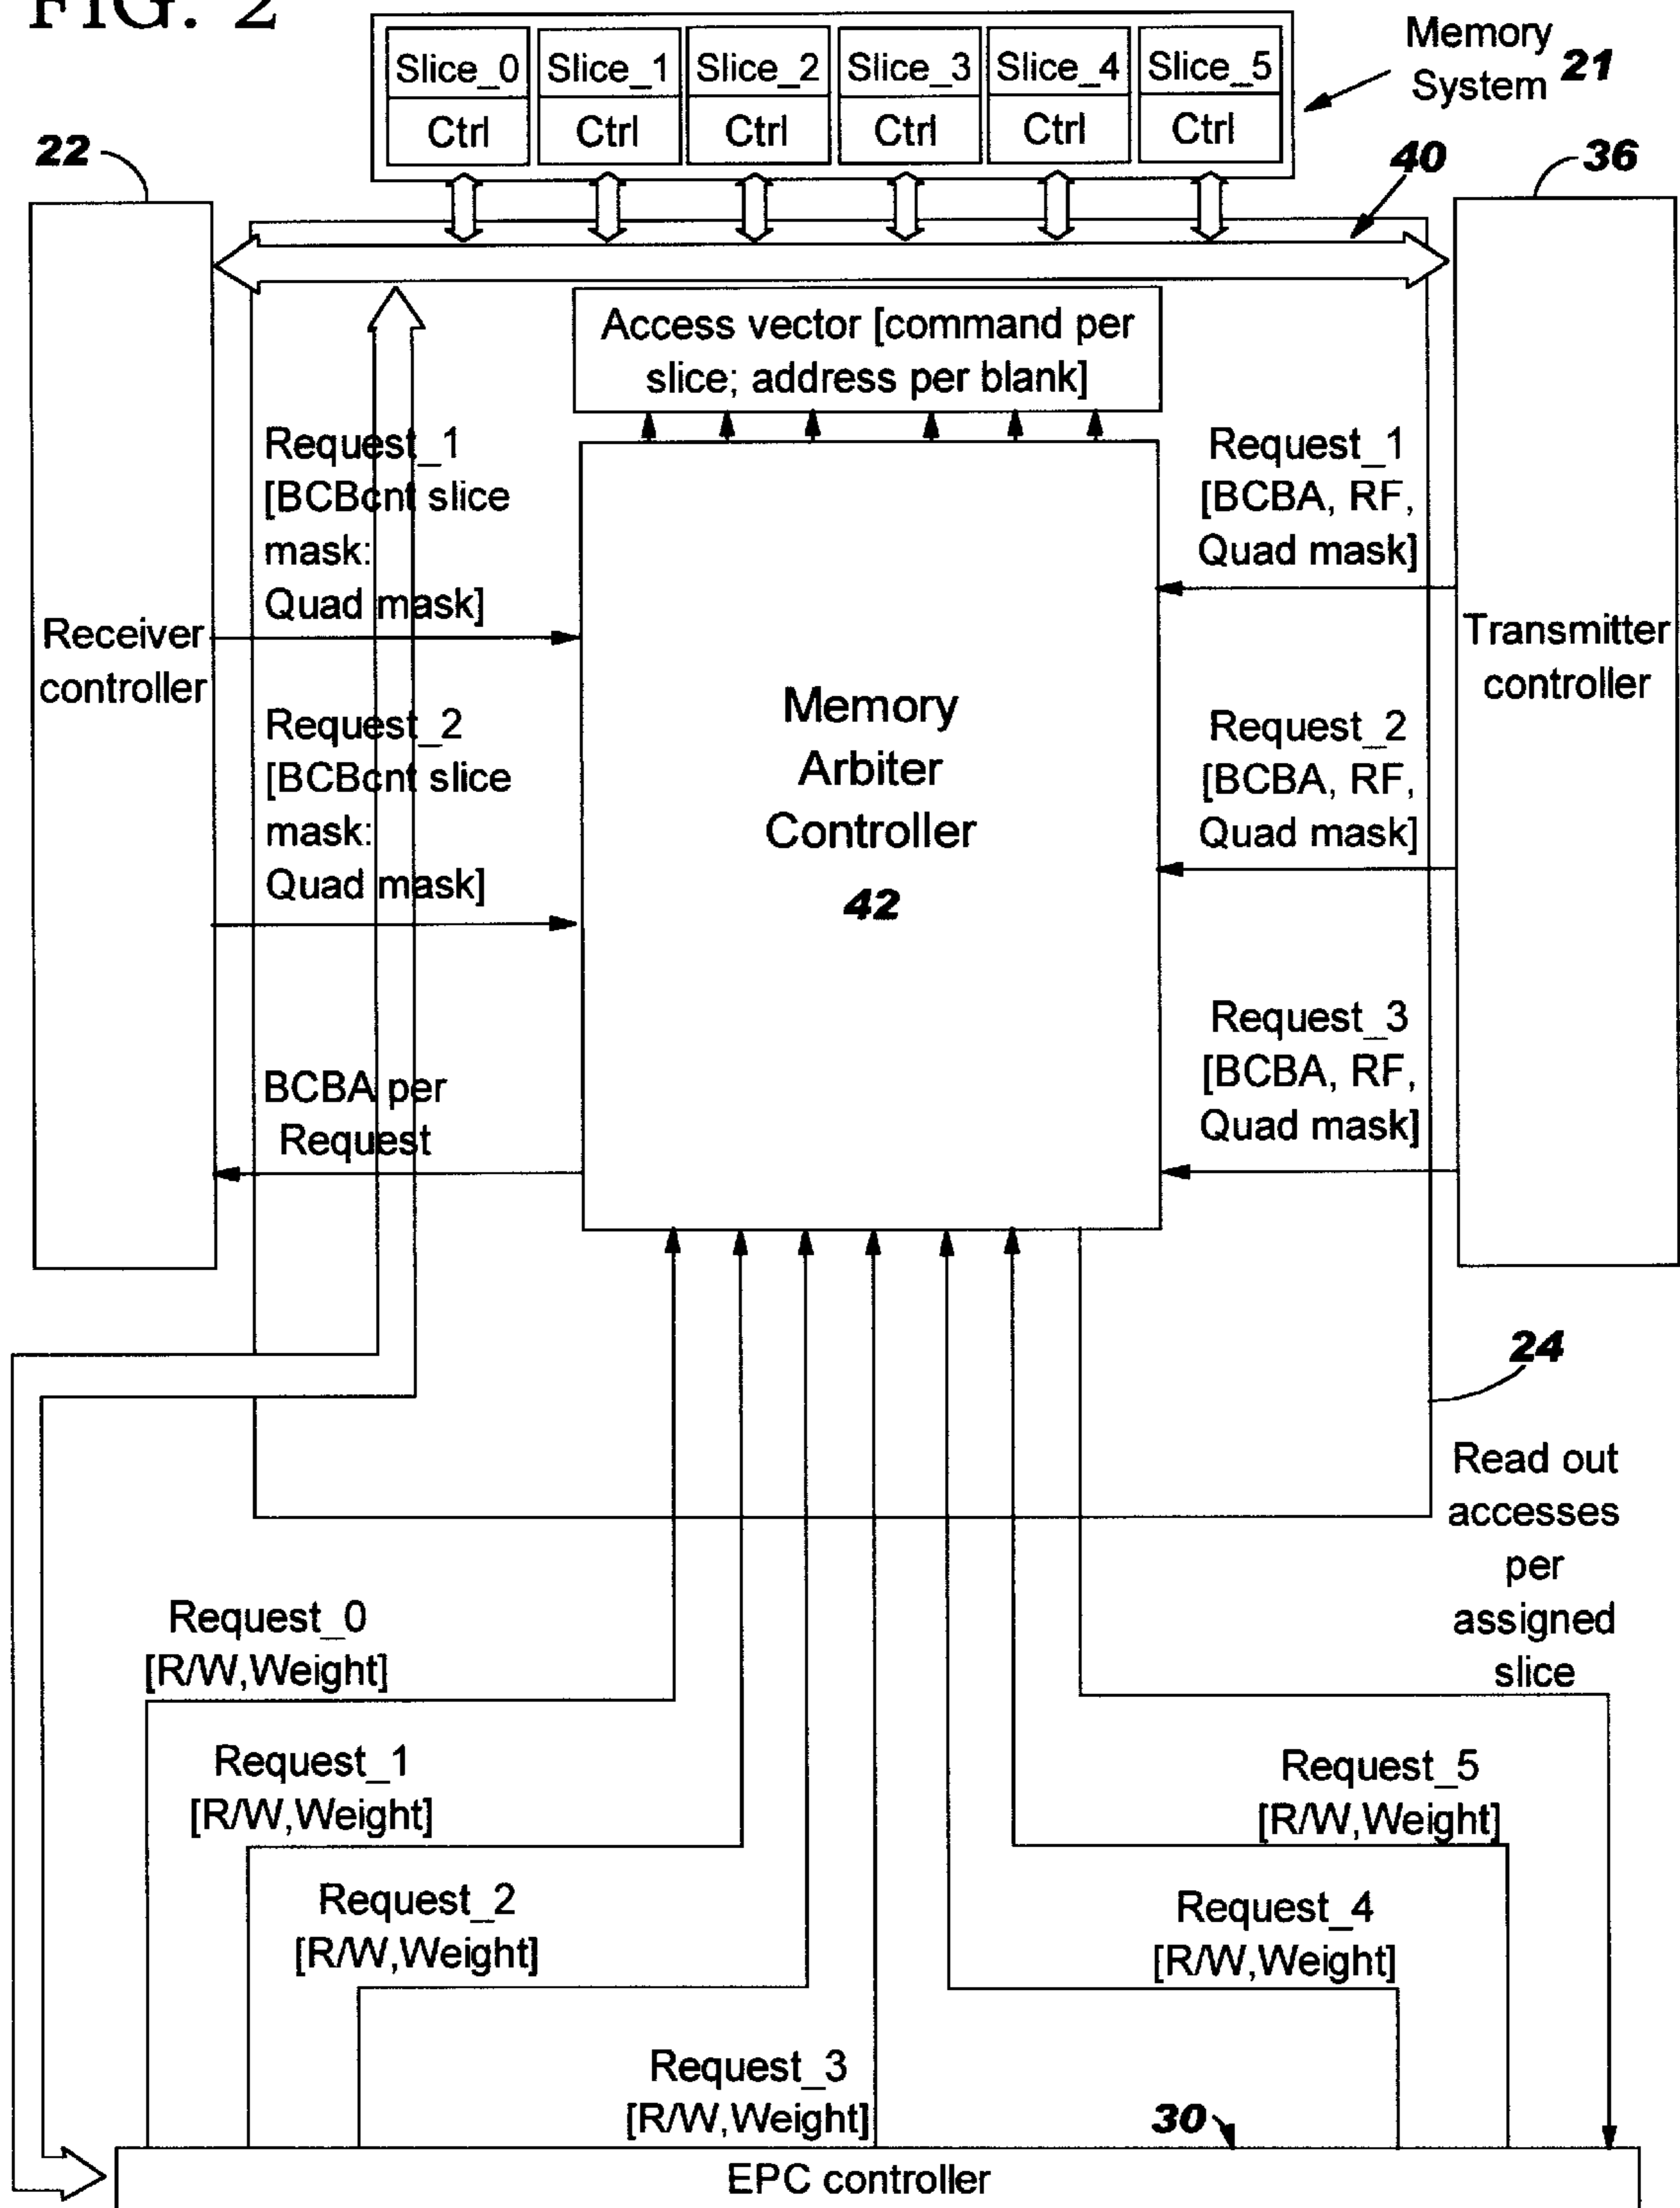 FIG. 2
Slice_0 Slice_1 Slice_2 Slice_3 Slice_4 Slice_5
Ctrl Ctrl Ctrl Ctrl Ctrl Ctrl
Memory
System 21
22
40
36
Access vector [command per
slice; address per blank]
Request_1
[BCBcnt slice
mask:
Quad mask]
Receiver
controller
Request_2
[BCBcnt slice
mask:
Quad mask]
BCBA per
Request
Memory
Arbiter
Controller
42
Request_1
[BCBA, RF,
Quad mask]
Transmitter
controller
Request_2
[BCBA, RF,
Quad mask]
Request_3
[BCBA, RF,
Quad mask]
24
Read out
accesses
per
assigned
slice
Request_0
[R/W,Weight]
Request_1
[R/W,Weight]
Request_2
[R/W,Weight]
Request_3
[R/W,Weight]
Request_5
[R/W,Weight]
Request_4
[R/W,Weight]
30
EPC controller